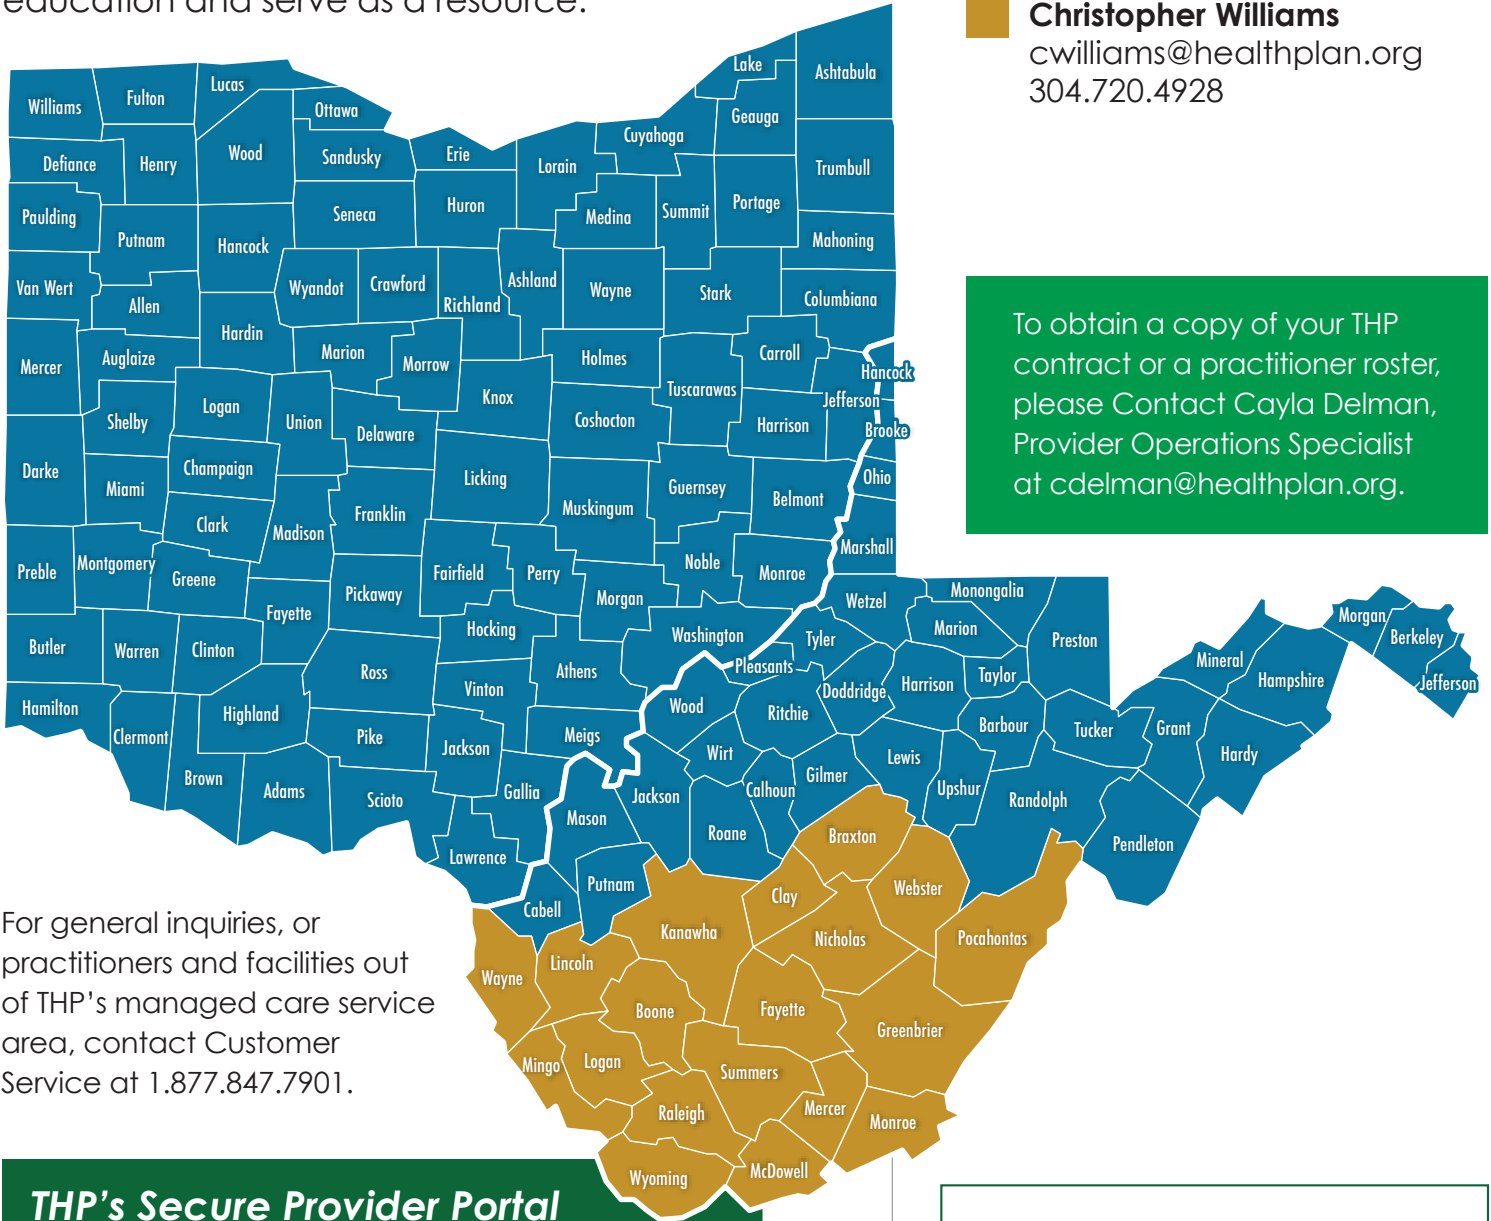 education and serve as a resource.
Christopher Williams
cwilliams@healthplan.org
304.720.4928
To obtain a copy of your THP
contract or a practitioner roster,
please Contact Cayla Delman,
Provider Operations Specialist
at cdelman@healthplan.org.
Williams
Fulton
Lucas
Ottawa
Lake
Ashtabula
Geauga
Cuyahoga
Defiance
Henry
Wood
Sandusky
Erie
Lorain
Trumbull
Paulding
Putnam
Hancock
Seneca
Huron
Medina
Summit
Portage
Mahoning
Van Wert
Allen
Wyandot
Crawford
Richland
Ashland
Wayne
Stark
Columbiana
Mercer
Auglaize
Hardin
Marion
Morrow
Holmes
Carroll
Hancock
Shelby
Logan
Union
Delaware
Knox
Coshocton
Tuscarawas
Harrison
Jefferson
Brooke
Darke
Miami
Champaign
Licking
Guernsey
Belmont
Ohio
Clark
Madison
Franklin
Muskingum
Marshall
Preble
Montgomery
Greene
Fayette
Pickaway
Fairfield
Perry
Morgan
Noble
Monroe
Wetzel
Monongalia
Butler
Warren
Clinton
Ross
Hocking
Athens
Washington
Pleasants
Tyler
Marion
Preston
Morgan
Berkeley
Jefferson
Mineral
Hampshire
Hamilton
Clermont
Highland
Pike
Vinton
Jackson
Meigs
Wood
Ritchie
Doddridge
Harrison
Taylor
Barbour
Tucker
Grant
Hardy
Brown
Adams
Scioto
Gallia
Mason
Jackson
Wirt
Calhoun
Gilmer
Lewis
Upshur
Randolph
Pendleton
Lawrence
Roane
Braxton
Putnam
Cabell
Kanawha
Clay
Webster
Nicholas
Pocahontas
Wayne
Lincoln
Boone
Fayette
Greenbrier
Mingo
Logan
Summers
Raleigh
Mercer
Monroe
Wyoming
McDowell
For general inquiries, or
practitioners and facilities out
of THP's managed care service
area, contact Customer
Service at 1.877.847.7901.
THP's Secure Provider Portal